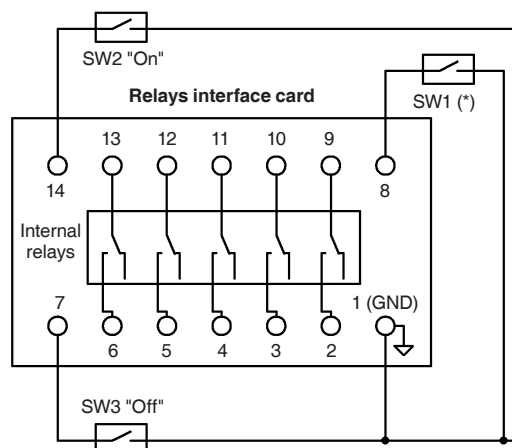 SW2 "On"
SW1 (*)
Relays interface card
13 12 11 10 9
14 8
Internal
relays
7 1 (GND)
6 5 4 3 2
SW3 "Off"